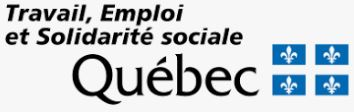 Travail, Emploi
et Solidarité sociale
Québec